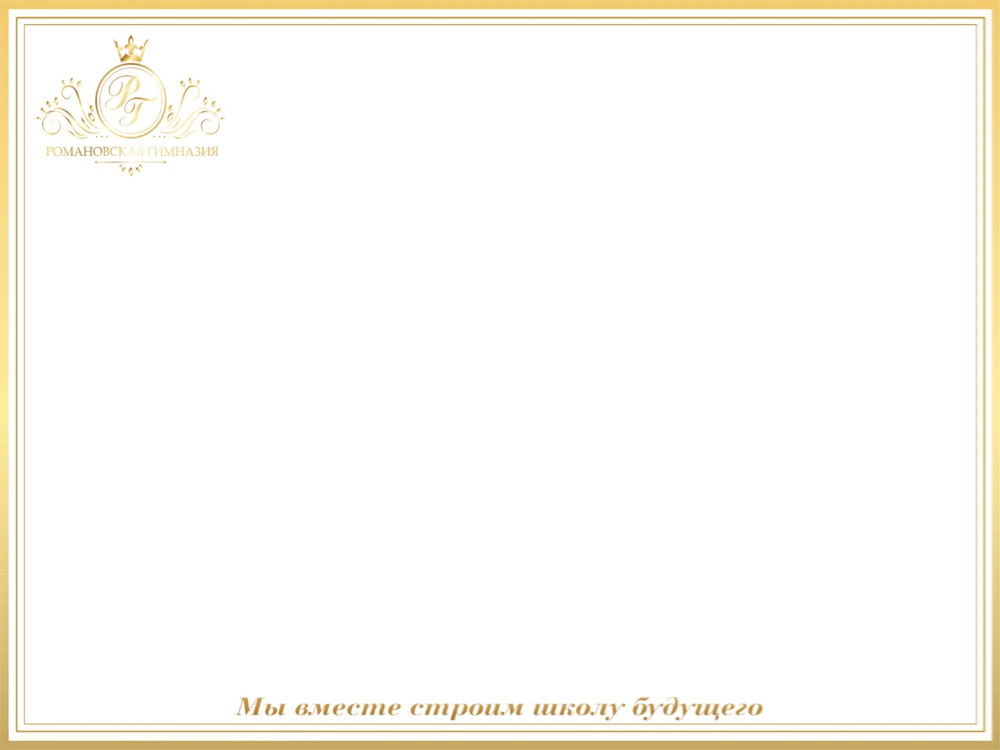 РГ
РОМАНОВСКАЯ ГИМНАЗИЯ
Мы вместе строим школу будущего